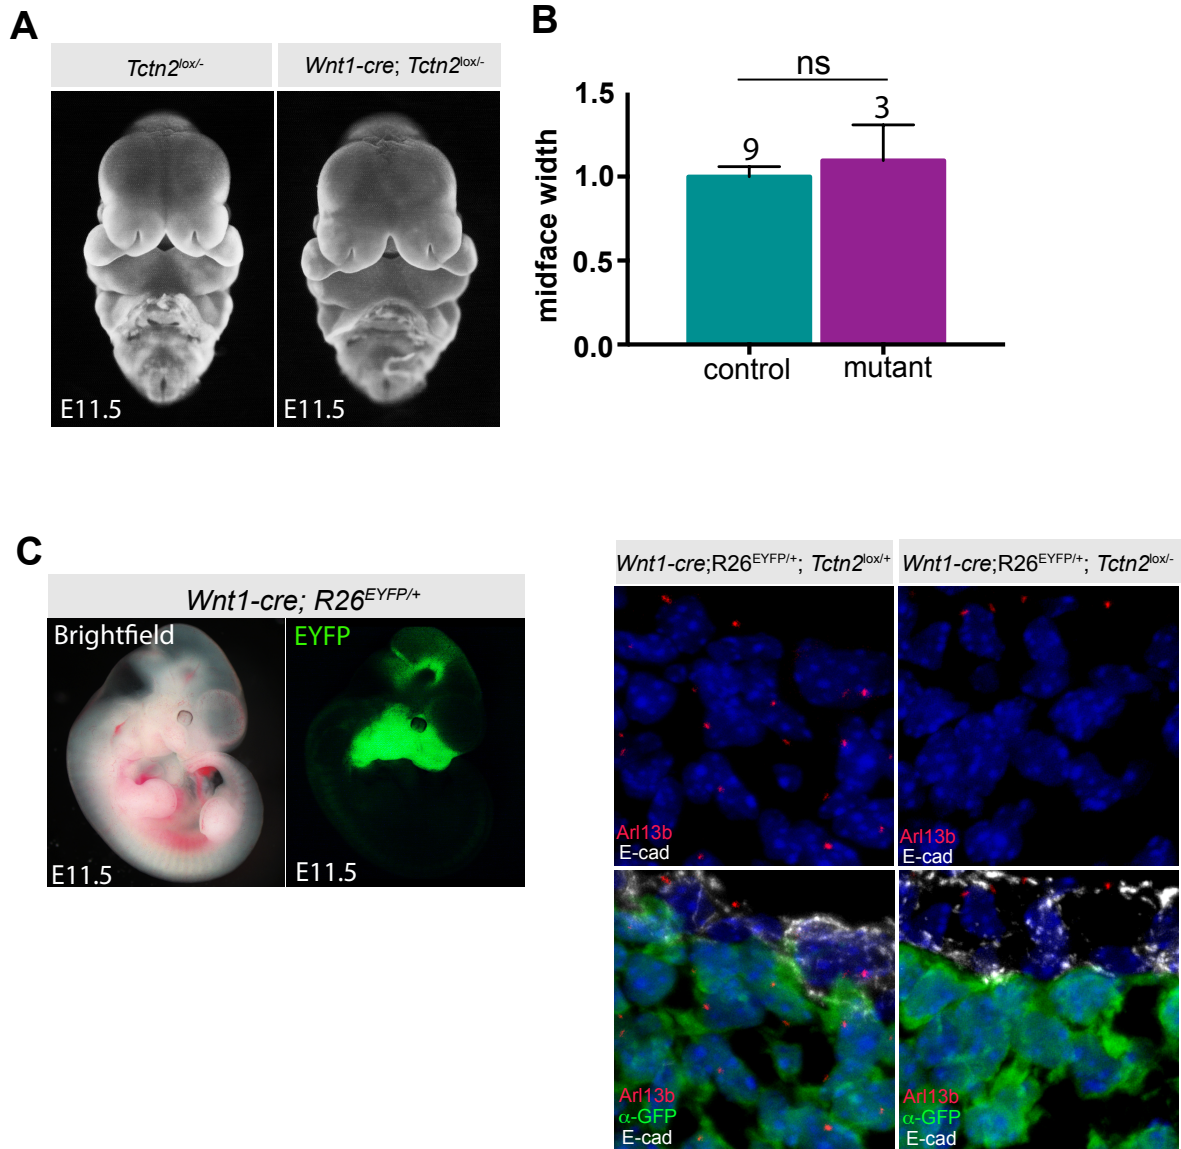 A
Tctn2lox/-
Wnt1-cre; Tctn2lox/-
E11.5
E11.5
B
ns
1.5
1.0
0.5
0.0
midface width
9
3
control
mutant
C
Wnt1-cre; R26EYFP/+
Brightfield
EYFP
E11.5
E11.5
Wnt1-cre;R26EYFP/+; Tctn2lox/+
Wnt1-cre;R26EYFP/+; Tctn2lox/-
Arl13b
E-cad
Arl13b
E-cad
Arl13b
α-GFP
E-cad
Arl13b
α-GFP
E-cad